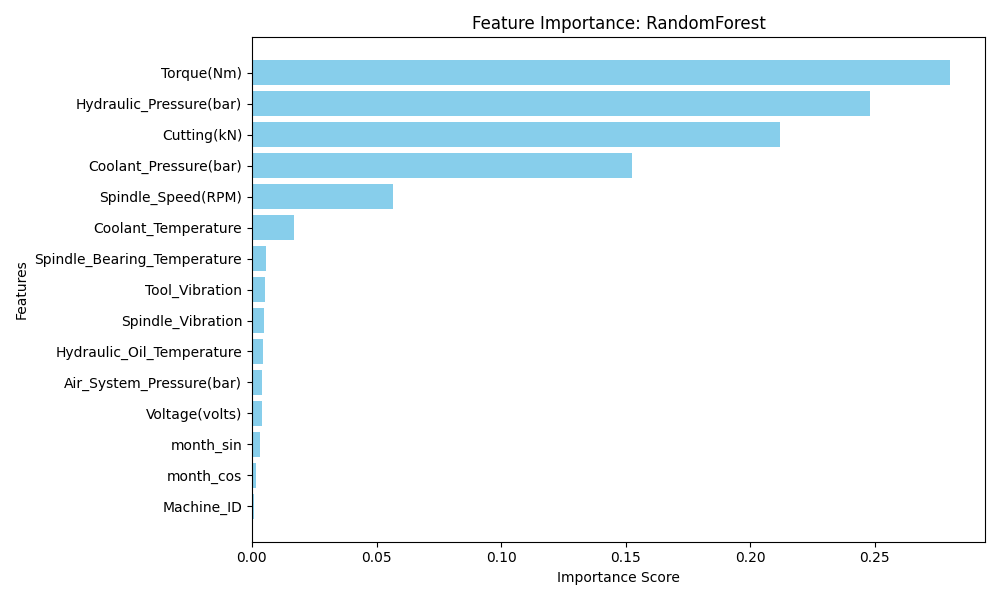 Feature Importance: RandomForest
Torque(Nm)
Hydraulic_Pressure(bar)
Cutting(kN)
Coolant_Pressure(bar)
Spindle_Speed(RPM)
Coolant_Temperature
Spindle_Bearing_Temperature
Tool_Vibration
Spindle_Vibration
Hydraulic_Oil_Temperature
Air_System_Pressure(bar)
Voltage(volts)
month_sin
month_cos
Machine_ID
Features
0.00 0.05 0.10 0.15 0.20 0.25
Importance Score